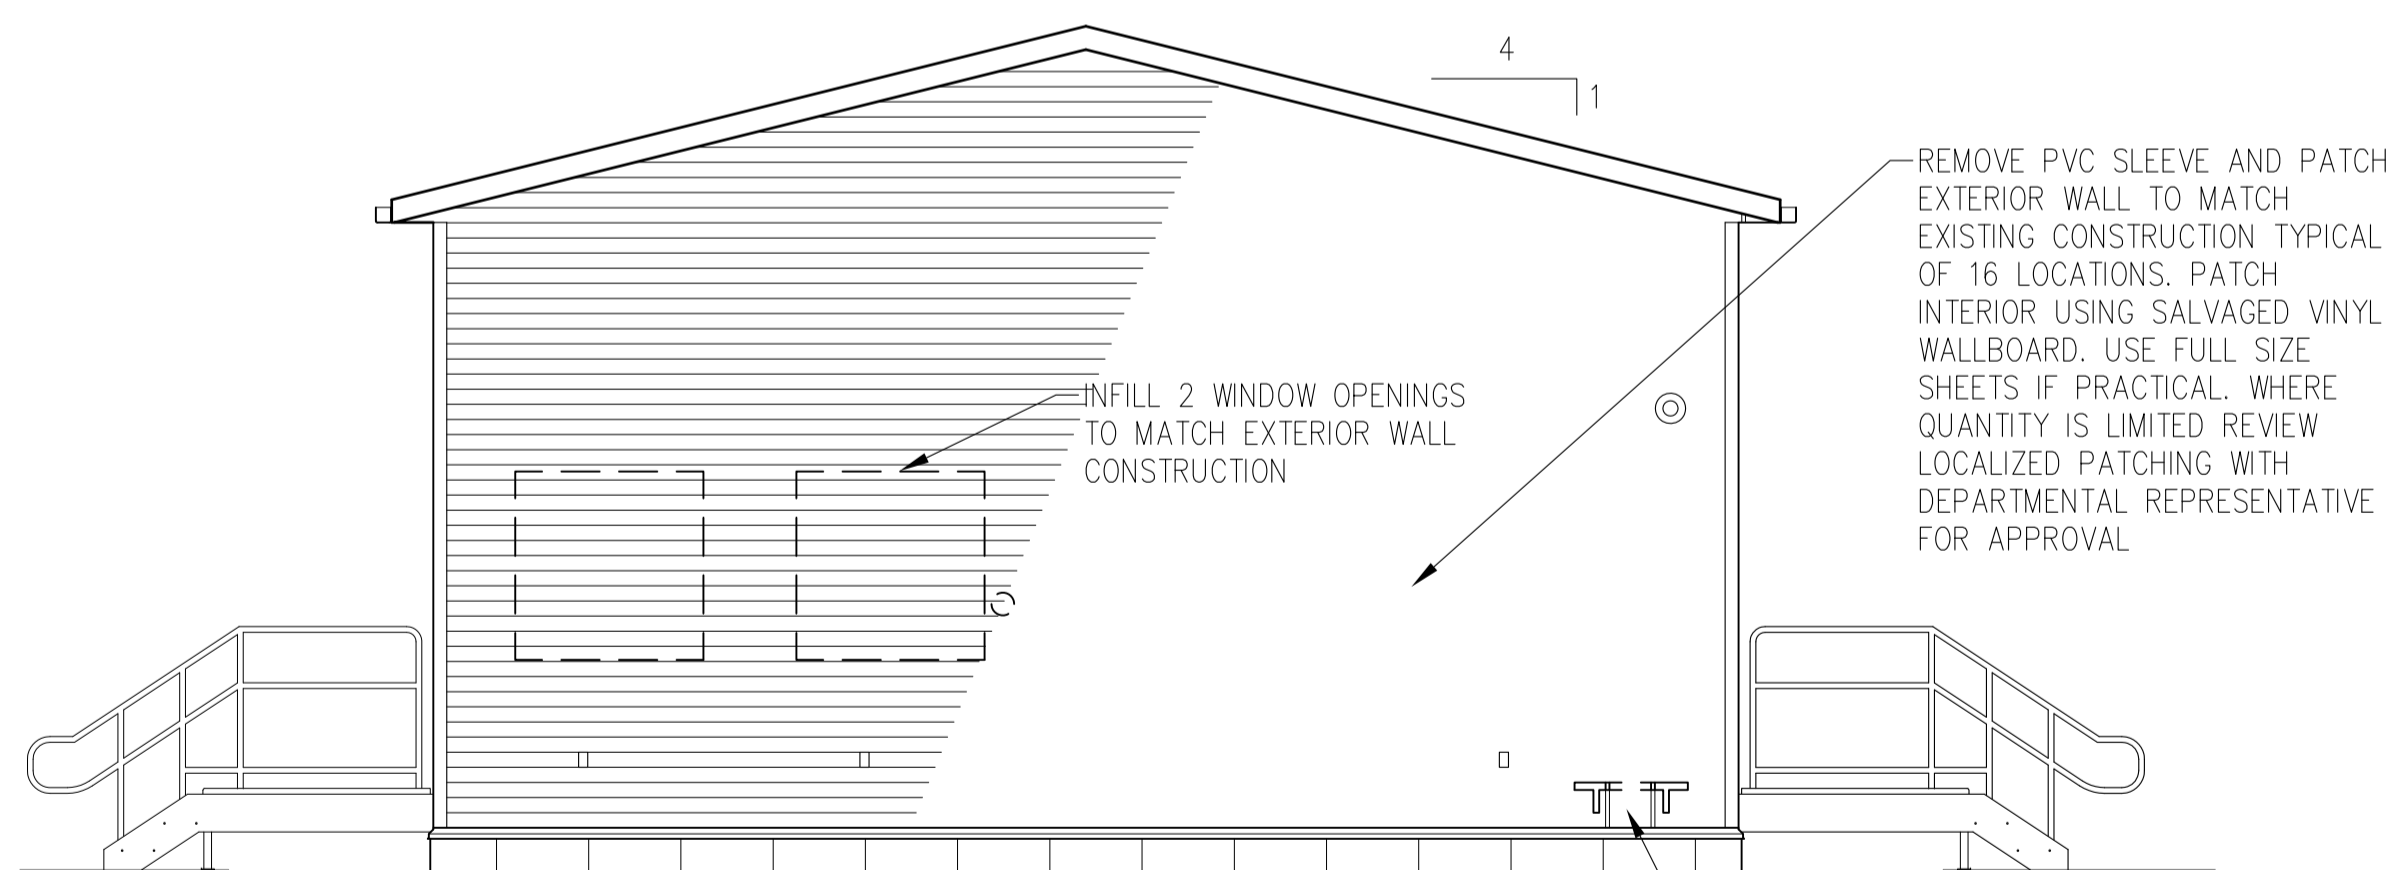 4
1
REMOVE PVC SLEEVE AND PATCH
EXTERIOR WALL TO MATCH
EXISTING CONSTRUCTION TYPICAL
OF 16 LOCATIONS. PATCH
INTERIOR USING SALVAGED VINYL
WALLBOARD. USE FULL SIZE
SHEETS IF PRACTICAL. WHERE
QUANTITY IS LIMITED REVIEW
LOCALIZED PATCHING WITH
DEPARTMENTAL REPRESENTATIVE
FOR APPROVAL
INFILL 2 WINDOW OPENINGS
TO MATCH EXTERIOR WALL
CONSTRUCTION